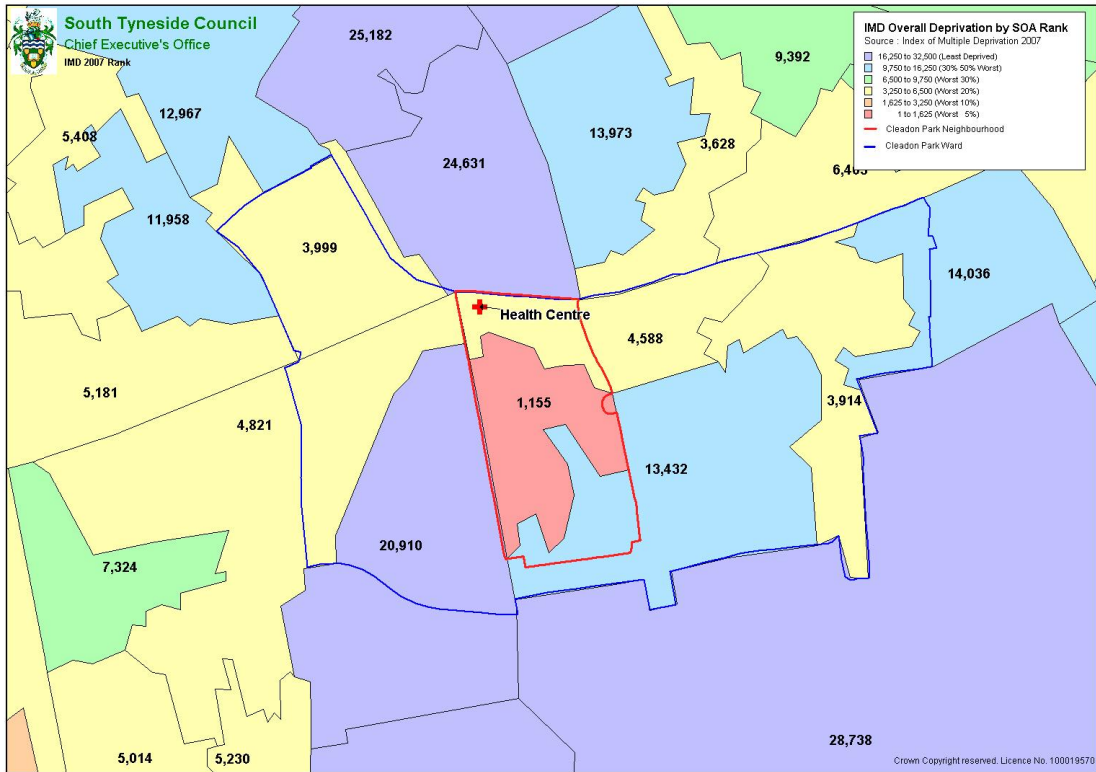 South Tyneside Council
Chief Executive's Office
IMD 2007 Rank
IMD Overall Deprivation by SOA Rank
Source : Index of Multiple Deprivation 2007
16,250 to 32,500 (Least Deprived)
9,750 to 16,250 (30% 50% Worst)
6,500 to 9,750 (Worst 30%)
3,250 to 6,500 (Worst 20%)
1,625 to 3,250 (Worst 10%)
1 to 1,625 (Worst 5%)
Cleadon Park Neighbourhood
Cleadon Park Ward
25,182
9,392
12,967
5,408
13,973
3,628
24,631
11,958
3,999
14,036
Health Centre
4,588
5,181
1,155
3,914
4,821
13,432
20,910
7,324
28,738
5,014
5,230
Crown Copyright reserved. Licence No. 100019570